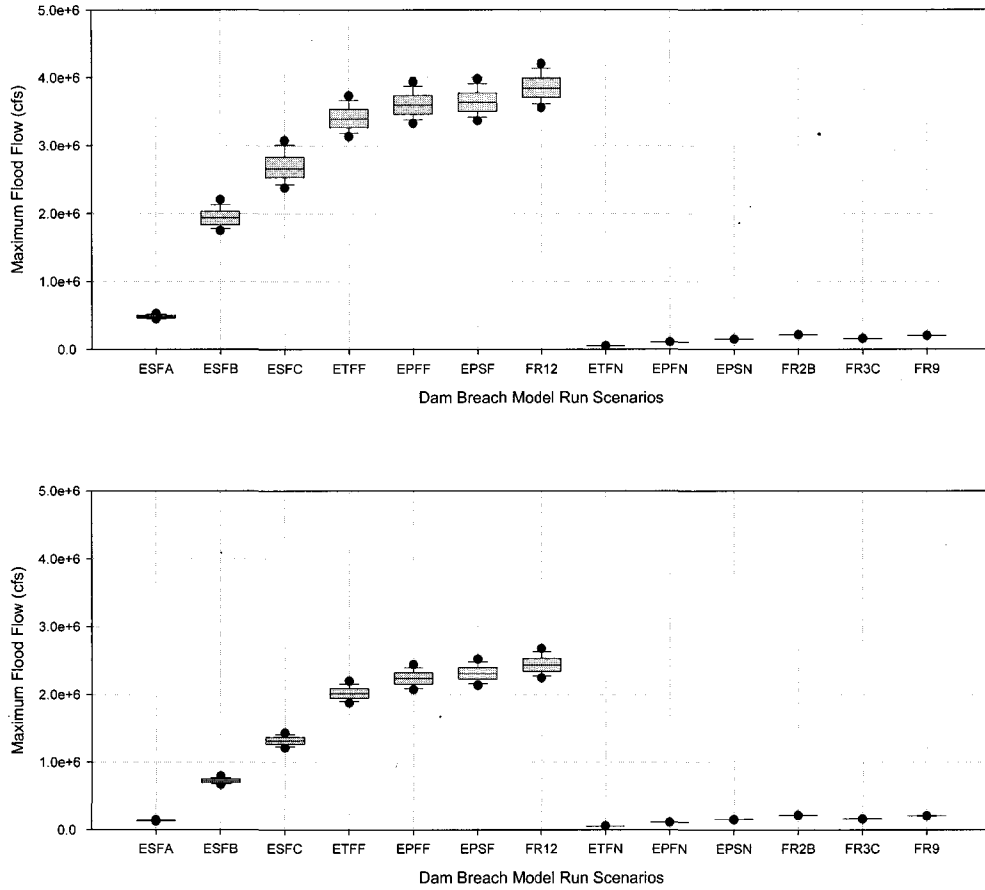 5.0e+6
4.0e+6
3.0e+6
2.0e+6
1.0e+6
0.0
Maximum Flood Flow (cfs)
ESFA ESFB ESFC ETFF EPFF EPSF FR12 ETFN EPFN EPSN FR2B FR3C FR9
Dam Breach Model Run Scenarios
5.0e+6
4.0e+6
3.0e+6
2.0e+6
1.0e+6
0.0
Maximum Flood Flow (cfs)
ESFA ESFB ESFC ETFF EPFF EPSF FR12 ETFN EPFN EPSN FR2B FR3C FR9
Dam Breach Model Run Scenarios